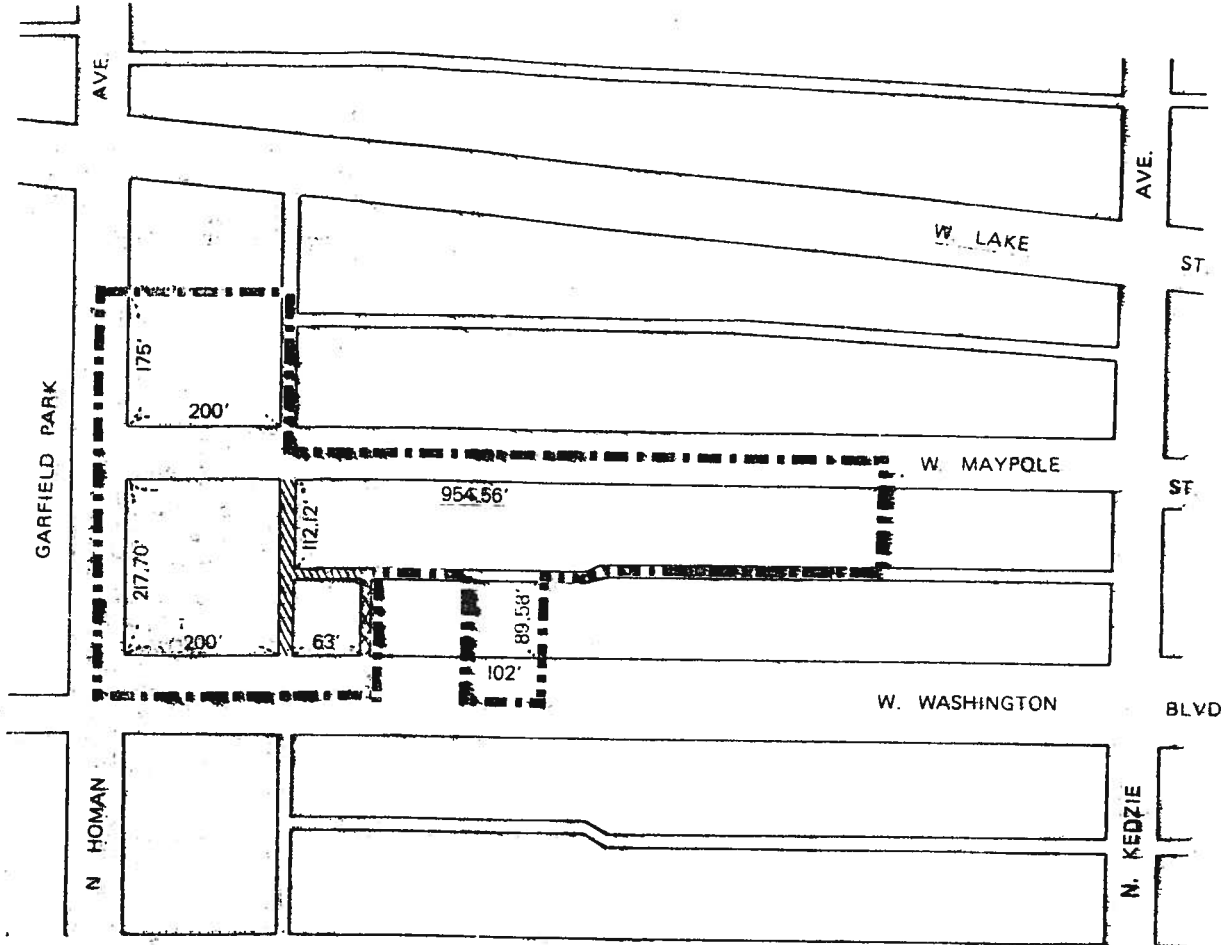 AVE.
AVE.
W. LAKE
ST.
175'
200'
GARFIELD PARK
W. MAYPOLE
ST.
954.56'
112.12'
217.70'
89.58'
200'
63'
102'
W. WASHINGTON
BLVD
N HOMAN
N. KEDZIE